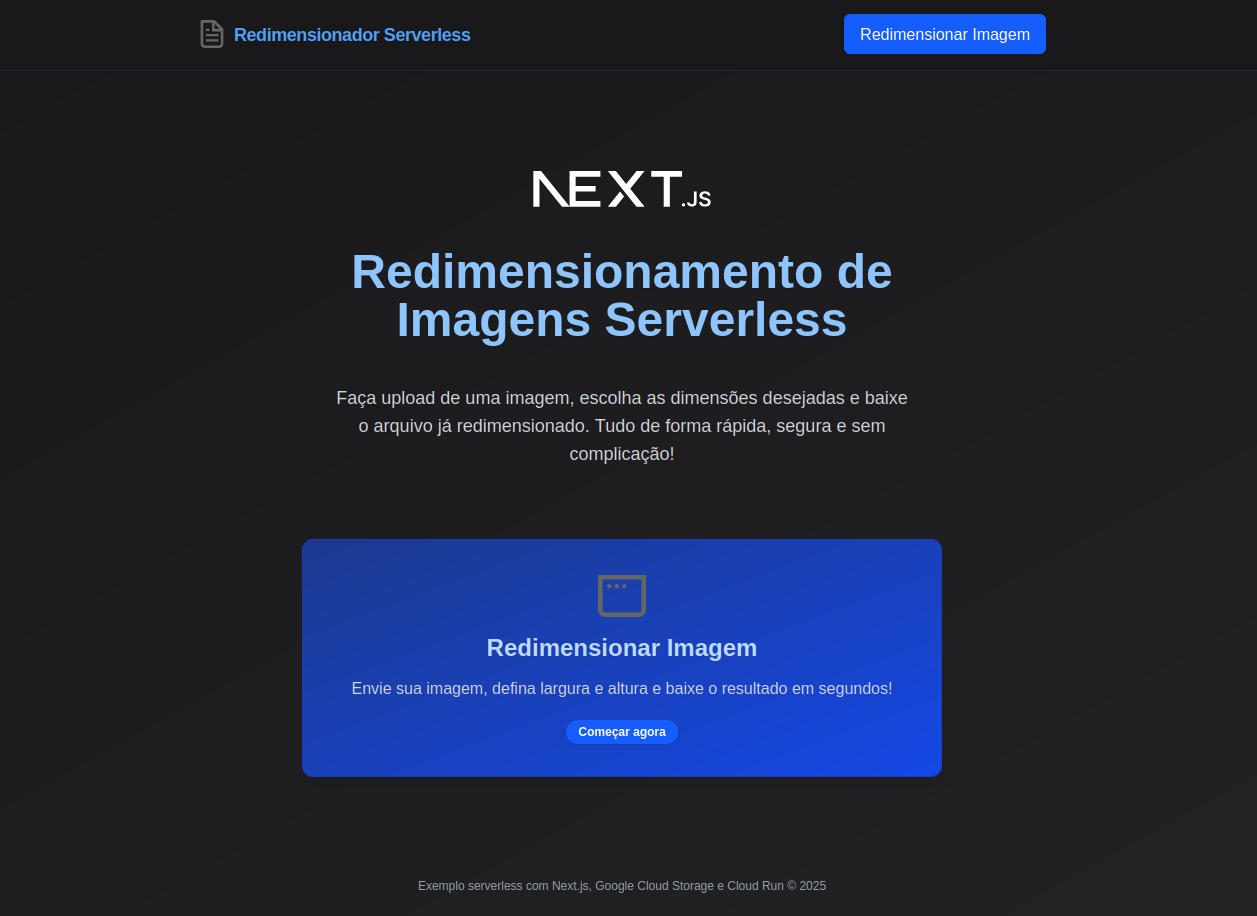 Redimensionador Serverless
Redimensionar Imagem
NEXT.JS
Redimensionamento de
Imagens Serverless
Faça upload de uma imagem, escolha as dimensões desejadas e baixe
o arquivo já redimensionado. Tudo de forma rápida, segura e sem
complicação!
Redimensionar Imagem
Envie sua imagem, defina largura e altura e baixe o resultado em segundos!
Começar agora
Exemplo serverless com Next.js, Google Cloud Storage e Cloud Run © 2025